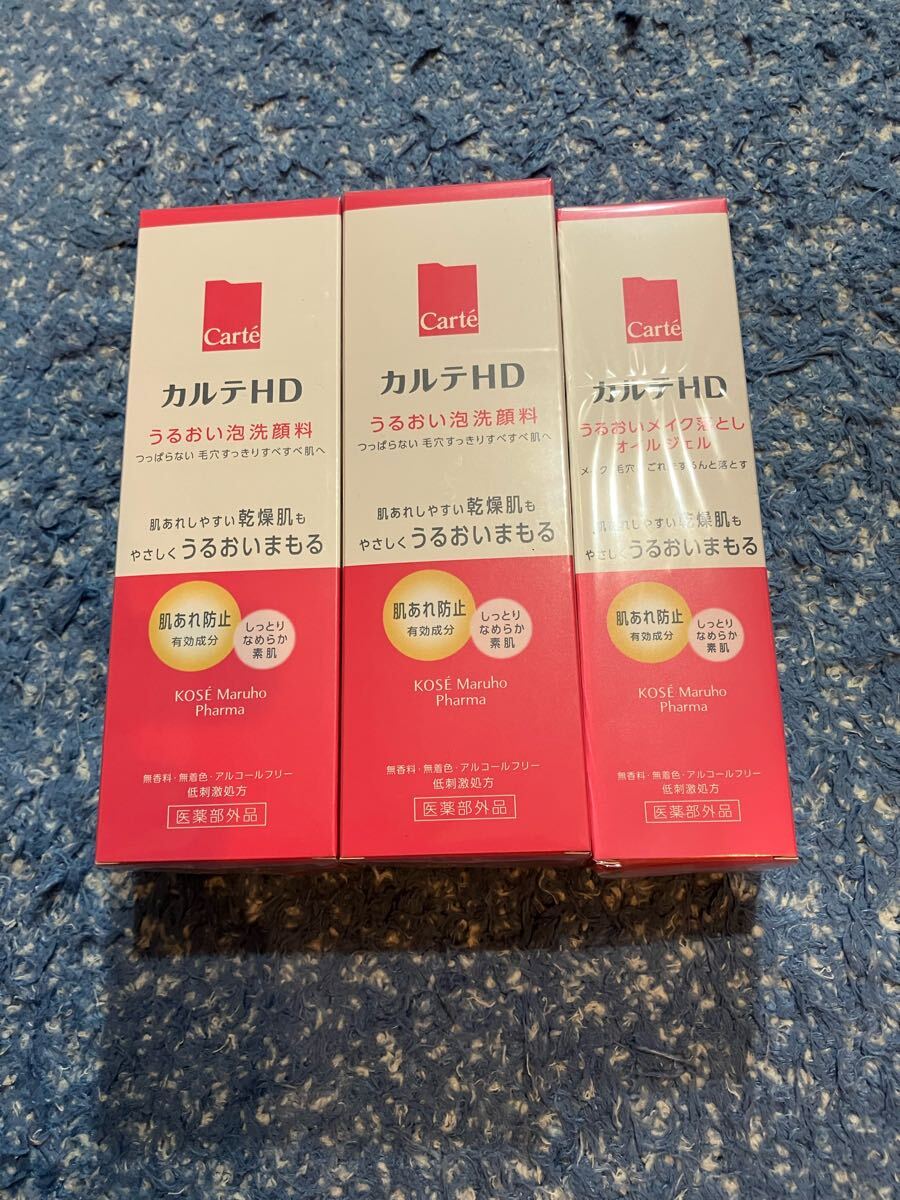 Carté
カルテHD
うるおい泡洗顔料
つっぱらない 毛穴すっきりすべすべ肌へ
肌あれしやすい乾燥肌も
やさしくうるおいまもる
肌あれ防止
有効成分
しっとり
なめらか
素肌
KOSÉ Maruho
Pharma
無香料・無着色・アルコールフリー
低刺激処方
医薬部外品
Carté
カルテHD
うるおい泡洗顔料
つっぱらない 毛穴すっきりすべすべ肌へ
肌あれしやすい乾燥肌も
やさしくうるおいまもる
肌あれ防止
有効成分
しっとり
なめらか
素肌
KOSÉ Maruho
Pharma
無香料・無着色・アルコールフリー
低刺激処方
医薬部外品
Carté
カルテHD
うるおいメイク落とし
オイルジェル
メイク 毛穴 ごれ するんと落とす
肌あれしやすい乾燥肌も
やさしくうるおいまもる
肌あれ防止
有効成分
しっとり
なめらか
素肌
KOSÉ Maruho
Pharma
無香料・無着色・アルコールフリー
低刺激処方
医薬部外品